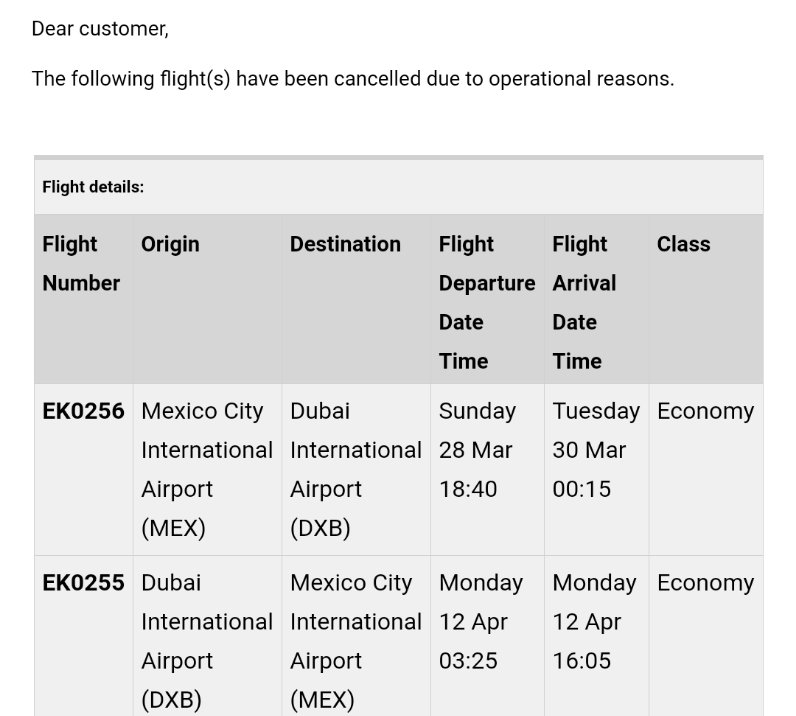 Dear customer,
The following flight(s) have been cancelled due to operational reasons.
Flight details:
Flight Number Origin Destination Flight Departure Date Time Flight Arrival Date Time Class
EK0256 Mexico City International Airport (MEX) Dubai International Airport (DXB) Sunday 28 Mar 18:40 Tuesday 30 Mar 00:15 Economy
EK0255 Dubai International Airport (DXB) Mexico City International Airport (MEX) Monday 12 Apr 03:25 Monday 12 Apr 16:05 Economy